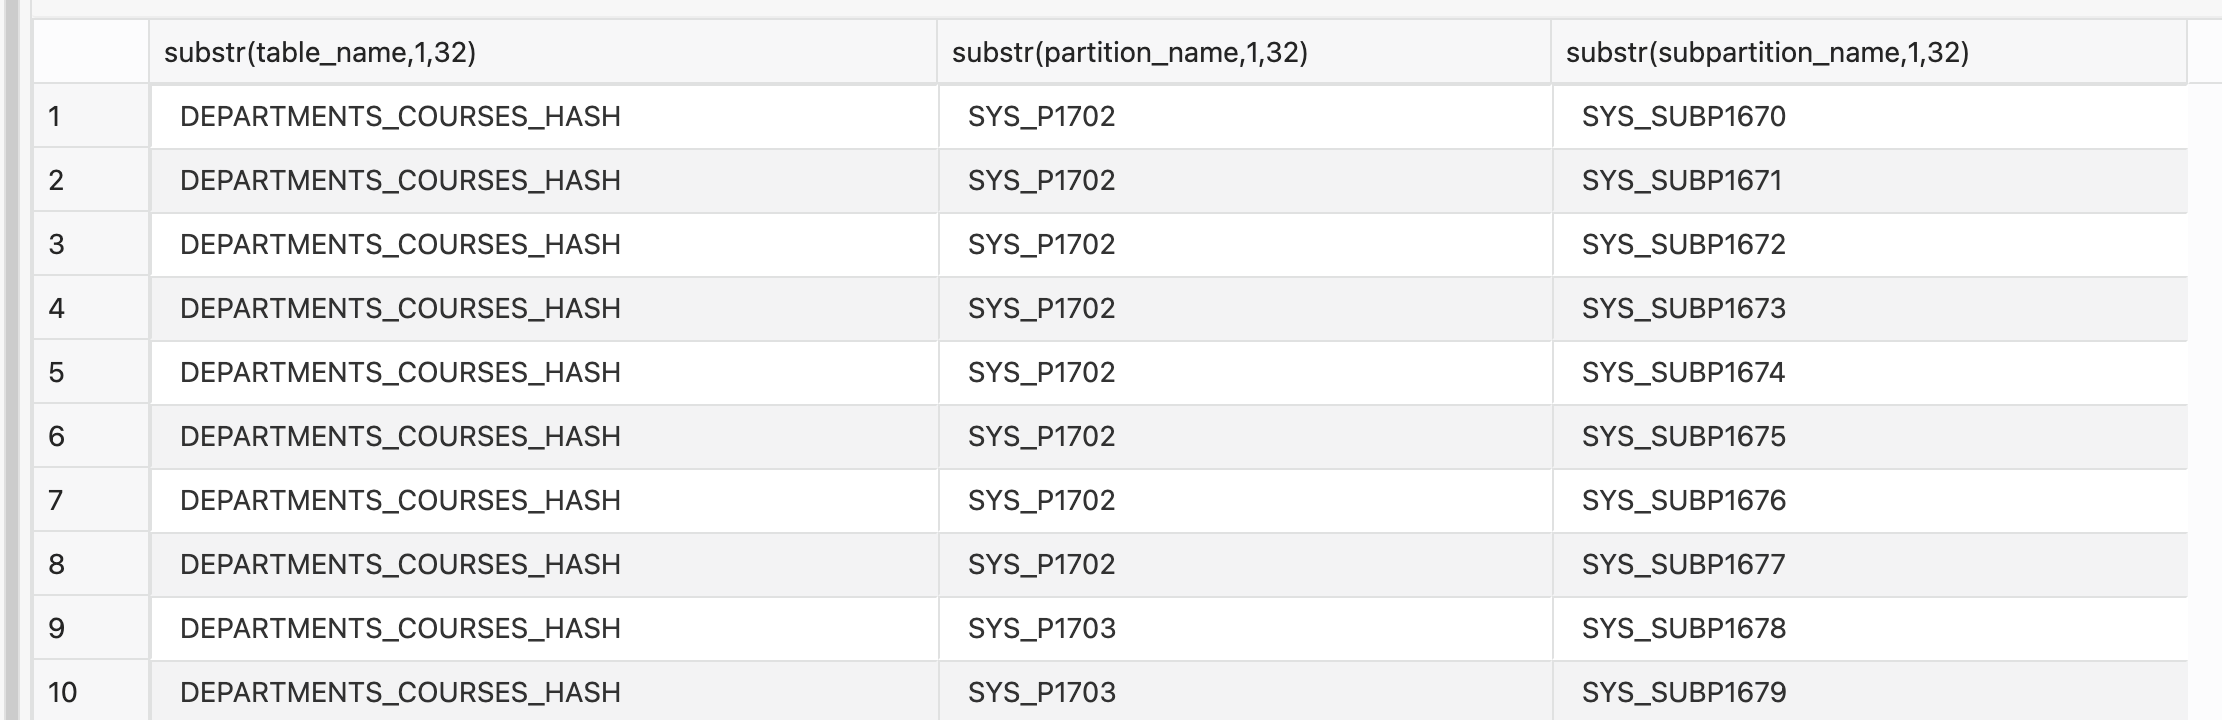 substr(table_name,1,32) substr(partition_name,1,32) substr(subpartition_name,1,32)
1 DEPARTMENTS_COURSES_HASH SYS_P1702 SYS_SUBP1670
2 DEPARTMENTS_COURSES_HASH SYS_P1702 SYS_SUBP1671
3 DEPARTMENTS_COURSES_HASH SYS_P1702 SYS_SUBP1672
4 DEPARTMENTS_COURSES_HASH SYS_P1702 SYS_SUBP1673
5 DEPARTMENTS_COURSES_HASH SYS_P1702 SYS_SUBP1674
6 DEPARTMENTS_COURSES_HASH SYS_P1702 SYS_SUBP1675
7 DEPARTMENTS_COURSES_HASH SYS_P1702 SYS_SUBP1676
8 DEPARTMENTS_COURSES_HASH SYS_P1702 SYS_SUBP1677
9 DEPARTMENTS_COURSES_HASH SYS_P1703 SYS_SUBP1678
10 DEPARTMENTS_COURSES_HASH SYS_P1703 SYS_SUBP1679